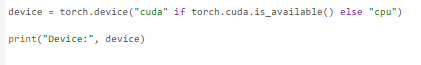 device = torch.device("cuda" if torch.cuda.is_available() else "cpu")
print("Device:", device)